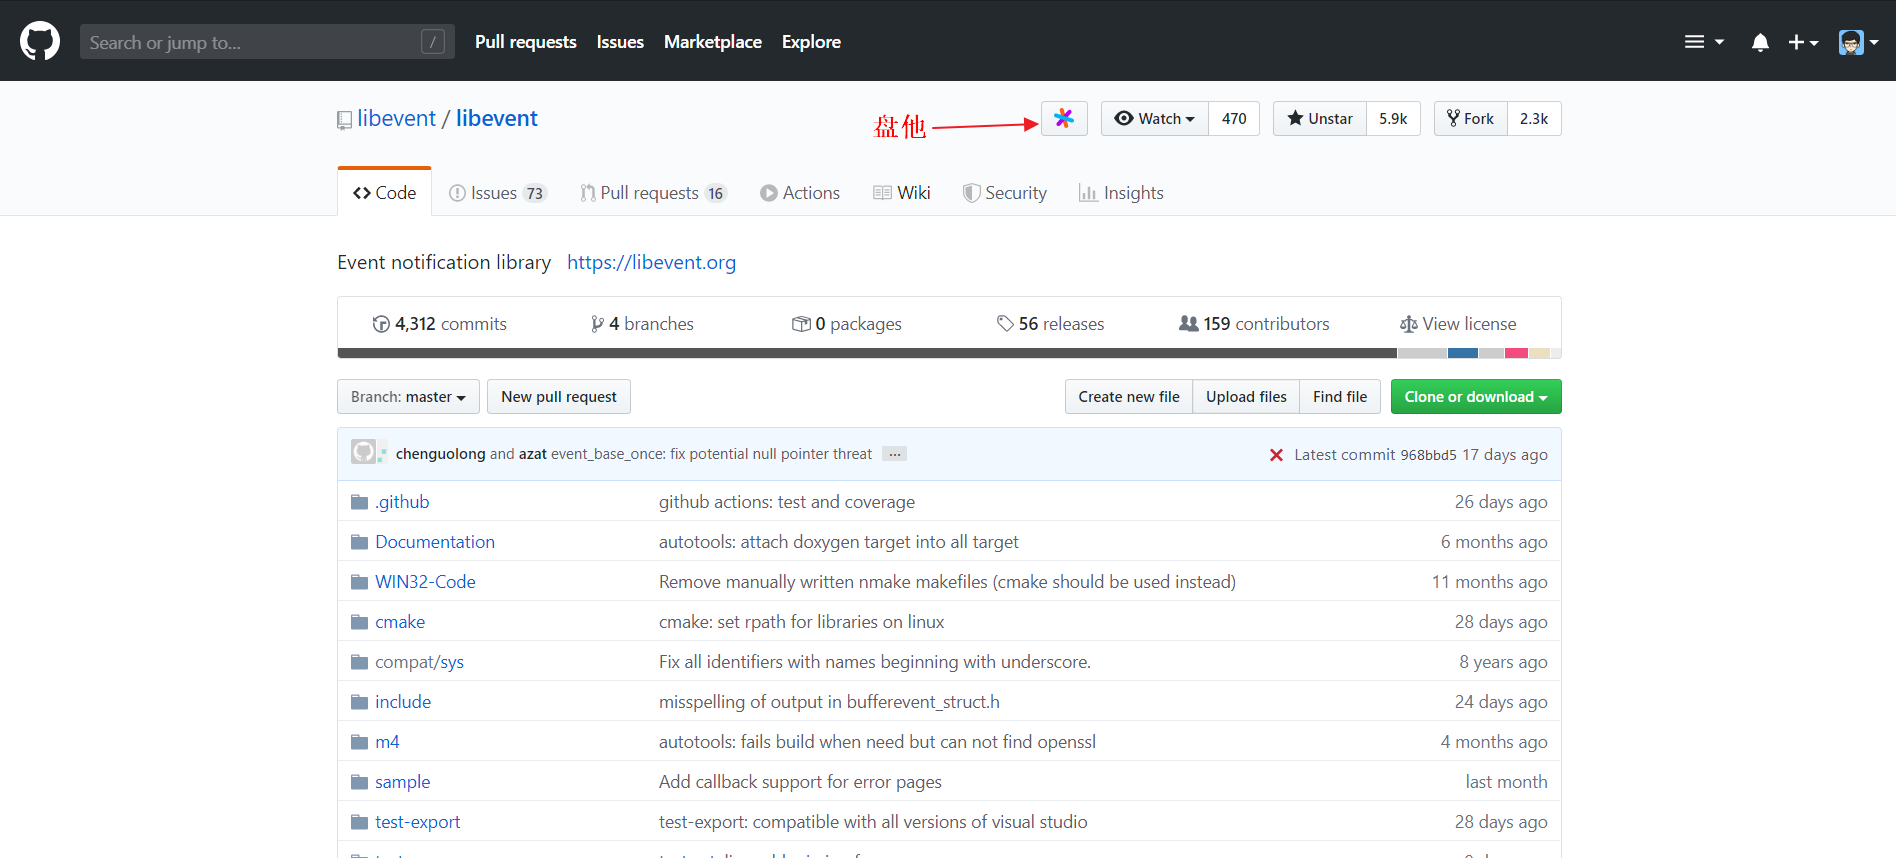 Search or jump to... /
Pull requests Issues Marketplace Explore
libevent / libevent
盘他
Watch 470
Unstar 5.9k
Fork 2.3k
Code Issues 73 Pull requests 16 Actions Wiki Security Insights
Event notification library https://libevent.org
4,312 commits 4 branches 0 packages 56 releases 159 contributors View license
Branch: master New pull request Create new file Upload files Find file Clone or download
chenguolong and azat event_base_once: fix potential null pointer threat ... Latest commit 968bbd5 17 days ago
.github github actions: test and coverage 26 days ago
Documentation autotools: attach doxygen target into all target 6 months ago
WIN32-Code Remove manually written nmake makefiles (cmake should be used instead) 11 months ago
cmake cmake: set rpath for libraries on linux 28 days ago
compat/sys Fix all identifiers with names beginning with underscore. 8 years ago
include misspelling of output in bufferevent_struct.h 24 days ago
m4 autotools: fails build when need but can not find openssl 4 months ago
sample Add callback support for error pages last month
test-export test-export: compatible with all versions of visual studio 28 days ago